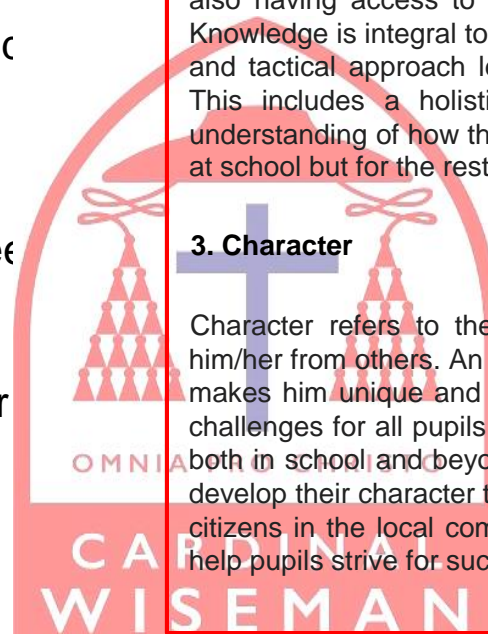 also having access to
Knowledge is integral to
and tactical approach
This includes a holisti
understanding of how th
at school but for the rest
3. Character
Character refers to the
him/her from others. An
makes him unique and
challenges for all pupils
both in school and beyo
develop their character t
citizens in the local com
help pupils strive for suc
OMNIA PRO CHRISTO
CARDINAL
WISEMAN